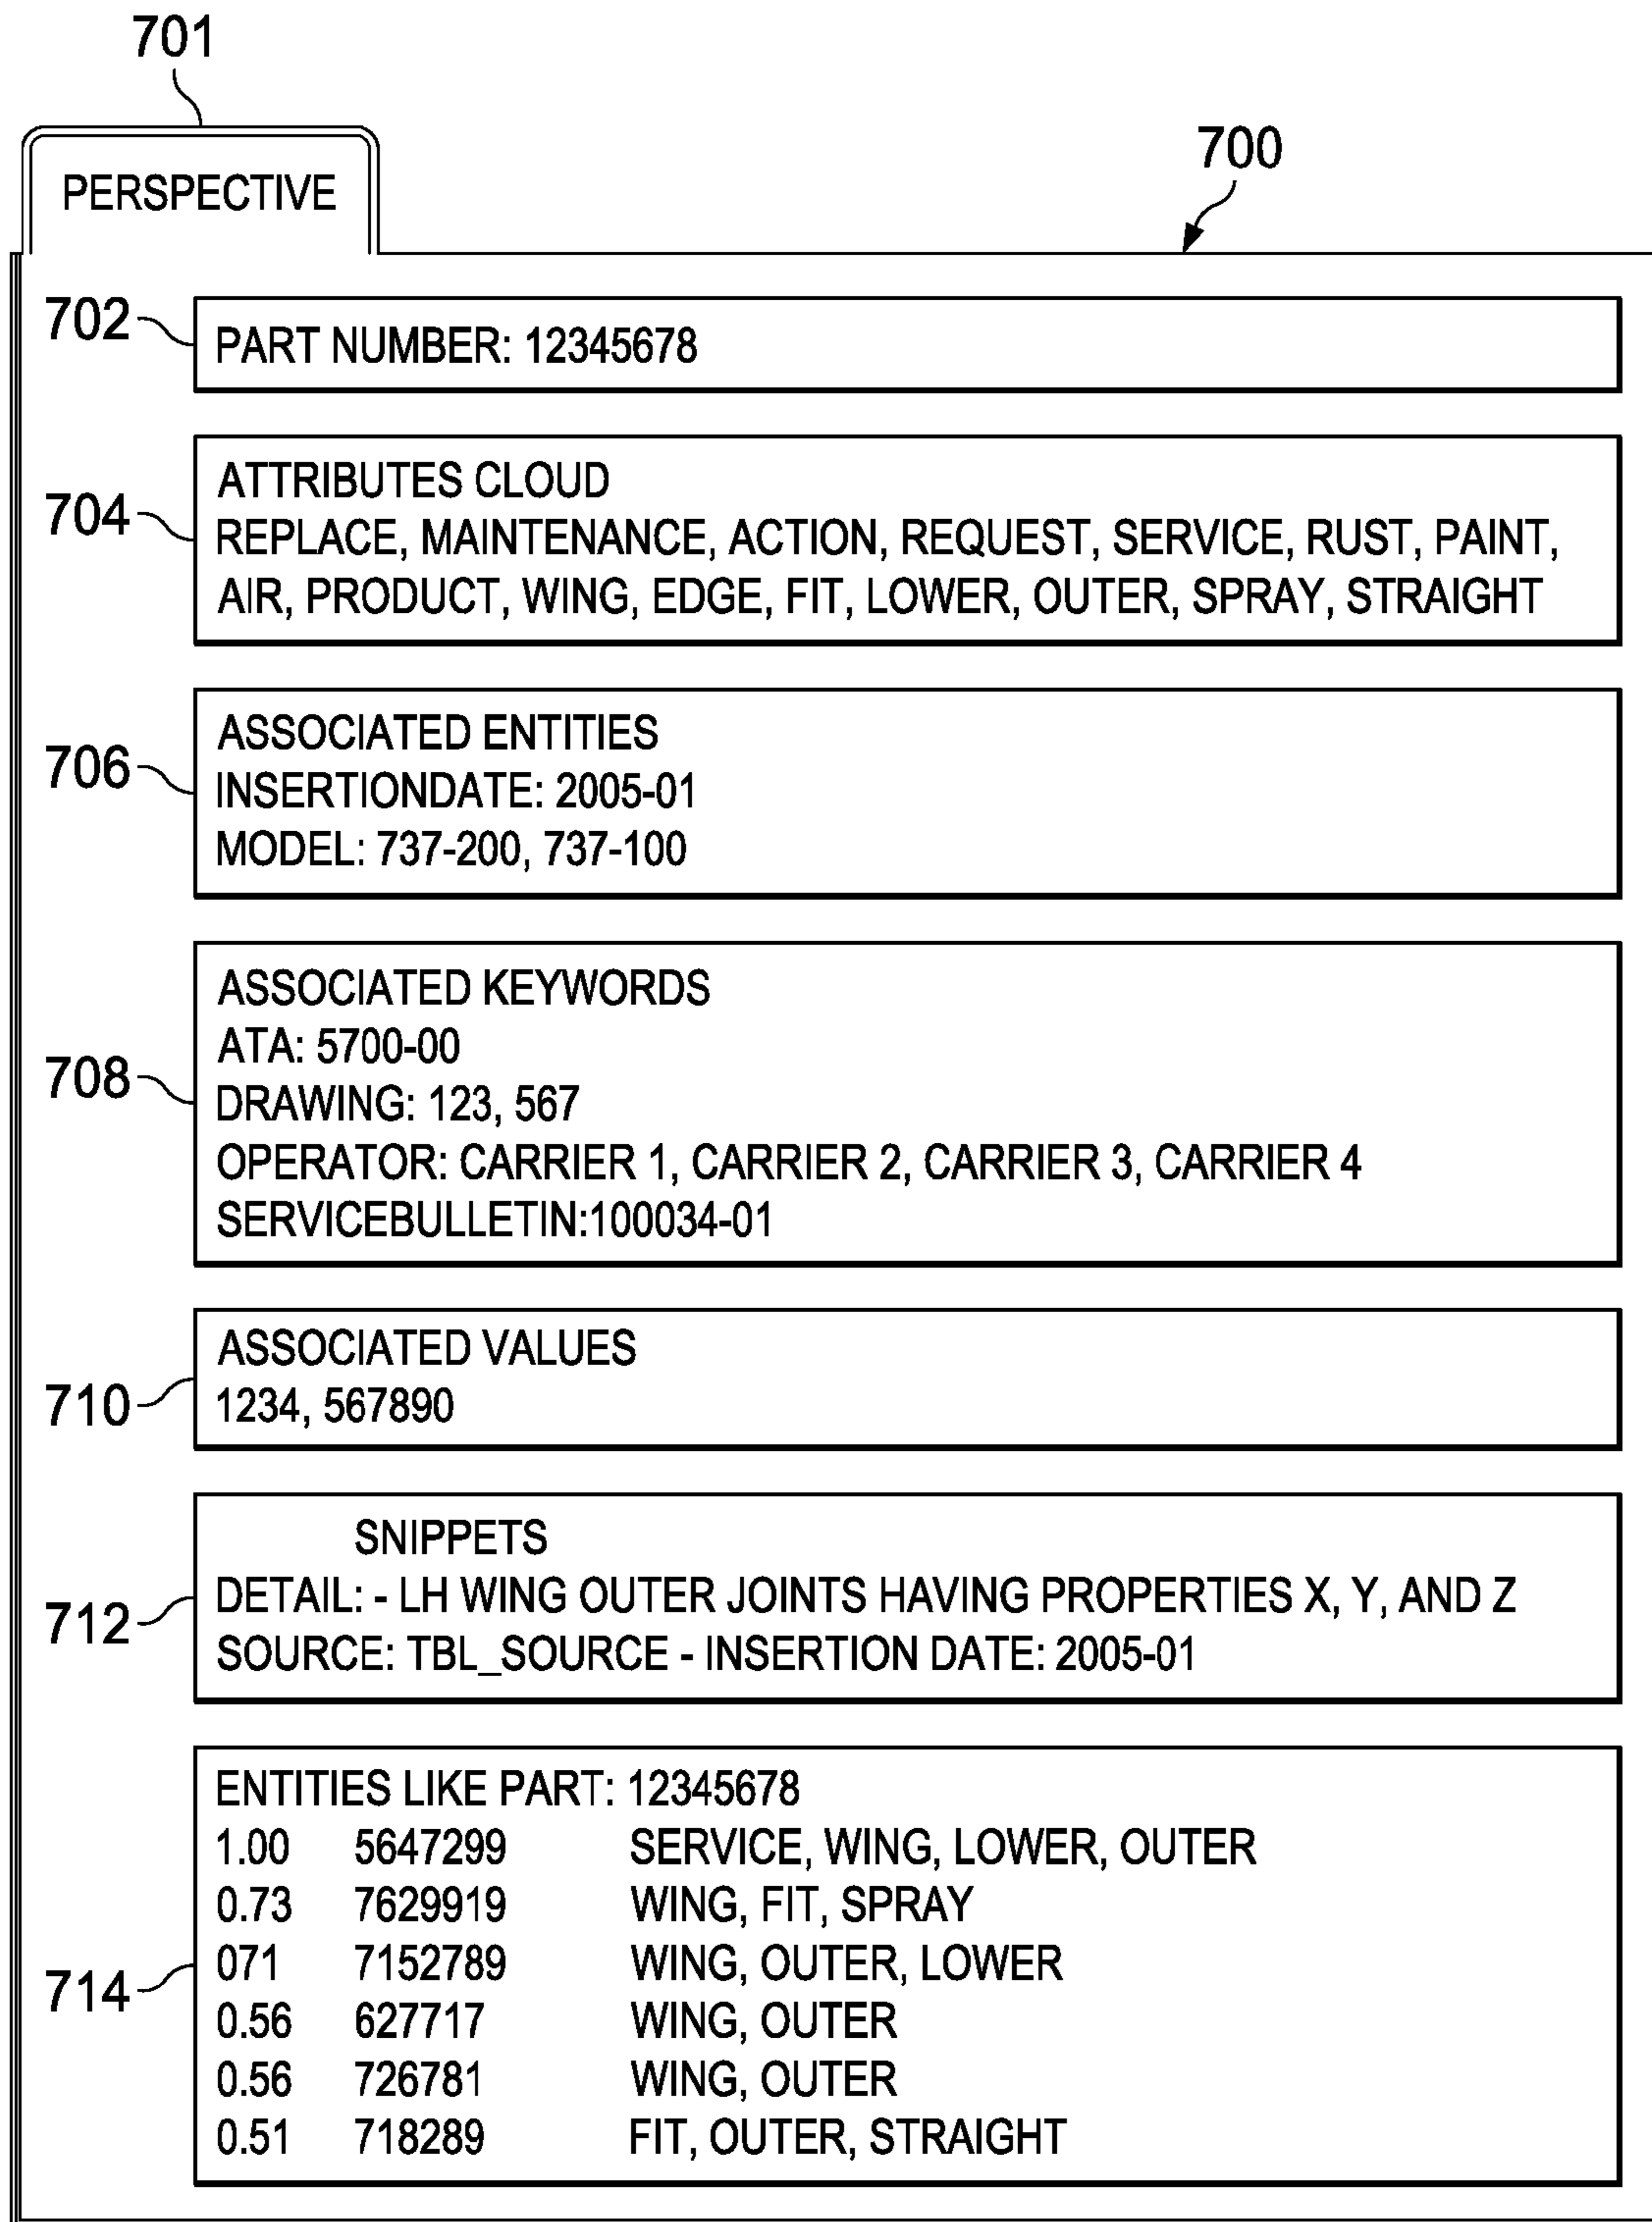 701
PERSPECTIVE
700
702
PART NUMBER: 12345678
704
ATTRIBUTES CLOUD
REPLACE, MAINTENANCE, ACTION, REQUEST, SERVICE, RUST, PAINT,
AIR, PRODUCT, WING, EDGE, FIT, LOWER, OUTER, SPRAY, STRAIGHT
706
ASSOCIATED ENTITIES
INSERTIONDATE: 2005-01
MODEL: 737-200, 737-100
708
ASSOCIATED KEYWORDS
ATA: 5700-00
DRAWING: 123, 567
OPERATOR: CARRIER 1, CARRIER 2, CARRIER 3, CARRIER 4
SERVICEBULLETIN:100034-01
710
ASSOCIATED VALUES
1234, 567890
712
SNIPPETS
DETAIL: - LH WING OUTER JOINTS HAVING PROPERTIES X, Y, AND Z
SOURCE: TBL_SOURCE - INSERTION DATE: 2005-01
714
ENTITIES LIKE PART: 12345678
1.00 5647299 SERVICE, WING, LOWER, OUTER
0.73 7629919 WING, FIT, SPRAY
071 7152789 WING, OUTER, LOWER
0.56 627717 WING, OUTER
0.56 726781 WING, OUTER
0.51 718289 FIT, OUTER, STRAIGHT